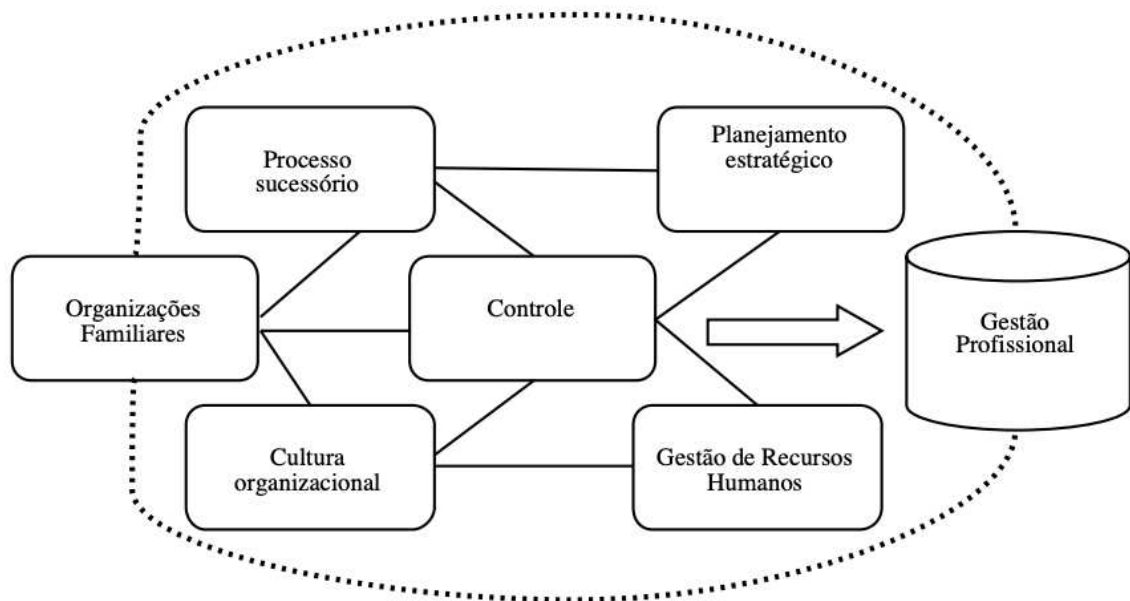 Processo
sucessório
Planejamento
estratégico
Organizações
Familiares
Controle
Gestão
Profissional
Cultura
organizacional
Gestão de Recursos
Humanos